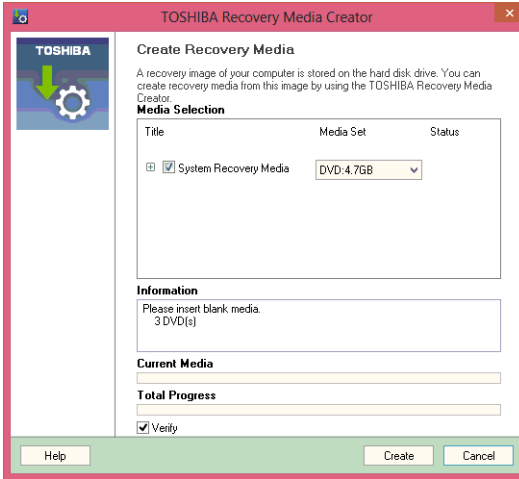 TOSHIBA Recovery Media Creator
TOSHIBA
Create Recovery Media
A recovery image of your computer is stored on the hard disk drive. You can
create recovery media from this image by using the TOSHIBA Recovery Media
Creator.
Media Selection
Title Media Set Status
System Recovery Media DVD:4.7GB
Information
Please insert blank media.
3 DVD(s)
Current Media
Total Progress
Verify
Help Create Cancel